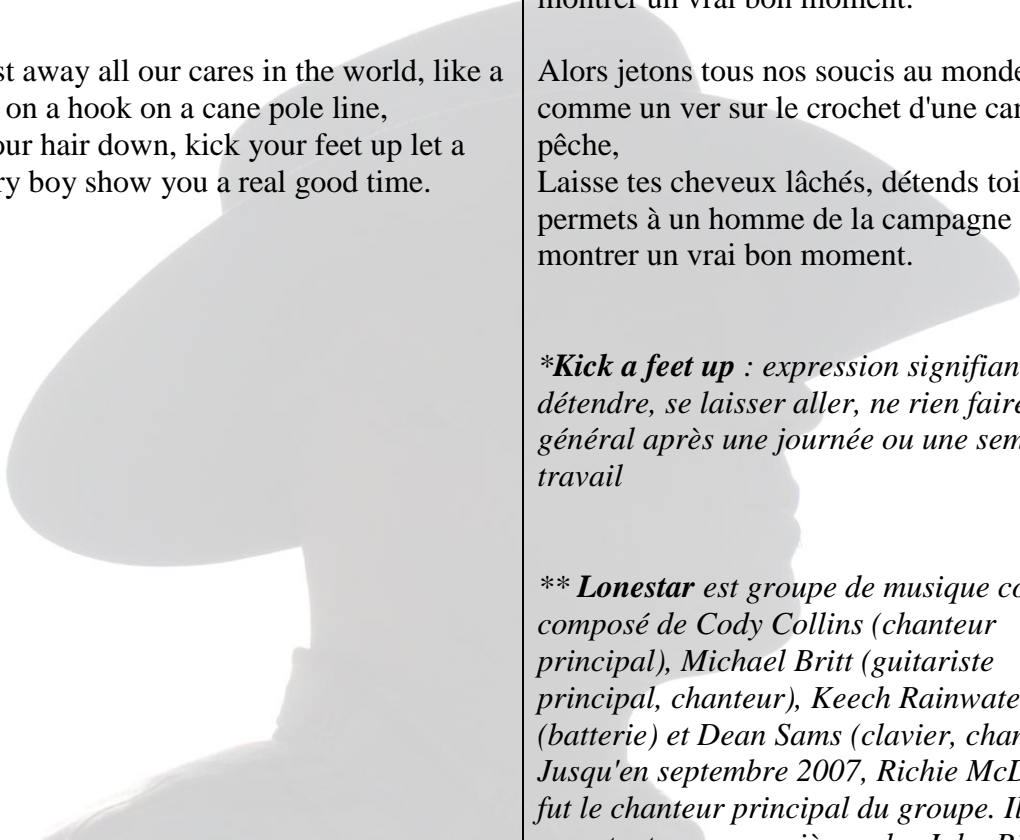 st away all our cares in the world, like a
on a hook on a cane pole line,
our hair down, kick your feet up let a
ry boy show you a real good time.
montrer un vrai bon moment.
Alors jetons tous nos soucis au monde
comme un ver sur le crochet d'une ca
pêche,
Laisse tes cheveux lâchés, détends toi
permets à un homme de la campagne
montrer un vrai bon moment.
*Kick a feet up : expression signifian
détendre, se laisser aller, ne rien faire
général après une journée ou une sem
travail
** Lonestar est groupe de musique co
composé de Cody Collins (chanteur
principal), Michael Britt (guitariste
principal, chanteur), Keech Rainwate
(batterie) et Dean Sams (clavier, chan
Jusqu'en septembre 2007, Richie McD
fut le chanteur principal du groupe. Il